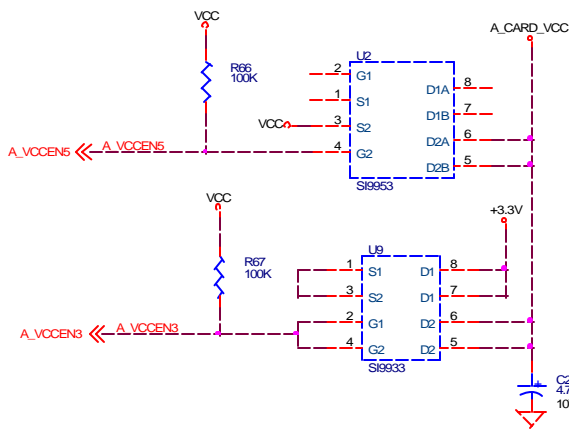 VCC
A_CARD_VCC
R66
100K
U2
2 G1
1 S1
VCC 3 S2
4 G2
D1A 8
D1B 7
D2A 6
D2B 5
SI9953
A_VCCEN5 A_VCCEN5
VCC
+3.3V
R67
100K
U9
1 S1
3 S2
2 G1
4 G2
D1 8
D1 7
D2 6
D2 5
SI9933
A_VCCEN3 A_VCCEN3
+